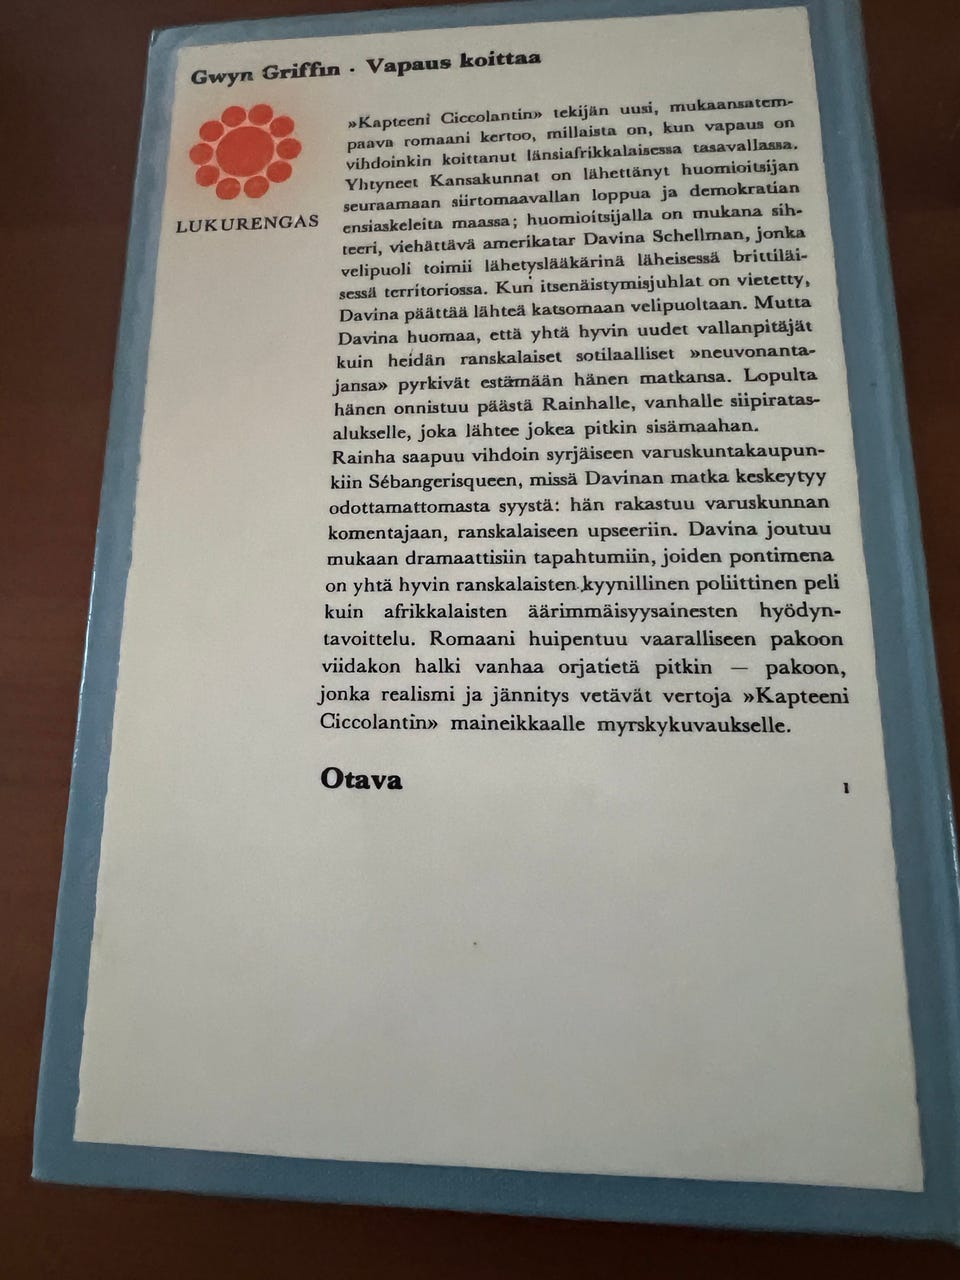 Gwyn Griffin · Vapaus koittaa
LUKURENGAS
»Kapteeni Ciccolantin» tekijän uusi, mukaansatem-
paava romaani kertoo, millaista on, kun vapaus on
vihdoinkin koittanut länsiafrikkalaisessa tasavallassa.
Yhtyneet Kansakunnat on lähettänyt huomioitsijan
seuraamaan siirtomaavallan loppua ja demokratian
ensiaskeleita maassa; huomioitsijalla on mukana sih-
teeri, viehättävä amerikatar Davina Schellman, jonka
velipuoli toimii lähetyslääkärinä läheisessä brittiläi-
sessä territoriossa. Kun itsenäistymisjuhlat on vietetty,
Davina päättää lähteä katsomaan velipuoltaan. Mutta
Davina huomaa, että yhtä hyvin uudet vallanpitäjät
kuin heidän ranskalaiset sotilaalliset »neuvonanta-
jansa» pyrkivät estämään hänen matkansa. Lopulta
hänen onnistuu päästä Rainhalle, vanhalle siipiratas-
alukselle, joka lähtee jokea pitkin sisämaahan.
Rainha saapuu vihdoin syrjäiseen varuskuntakaupun-
kiin Sébangerisqueen, missä Davinan matka keskeytyy
odottamattomasta syystä: hän rakastuu varuskunnan
komentajaan, ranskalaiseen upseeriin. Davina joutuu
mukaan dramaattisiin tapahtumiin, joiden pontimena
on yhtä hyvin ranskalaisten kyynillinen poliittinen peli
kuin afrikkalaisten äärimmäisyysainesten hyödyn-
tavoittelu. Romaani huipentuu vaaralliseen pakoon
viidakon halki vanhaa orjatietä pitkin — pakoon,
jonka realismi ja jännitys vetävät vertoja »Kapteeni
Ciccolantin» maineikkaalle myrskykuvaukselle.
Otava
1